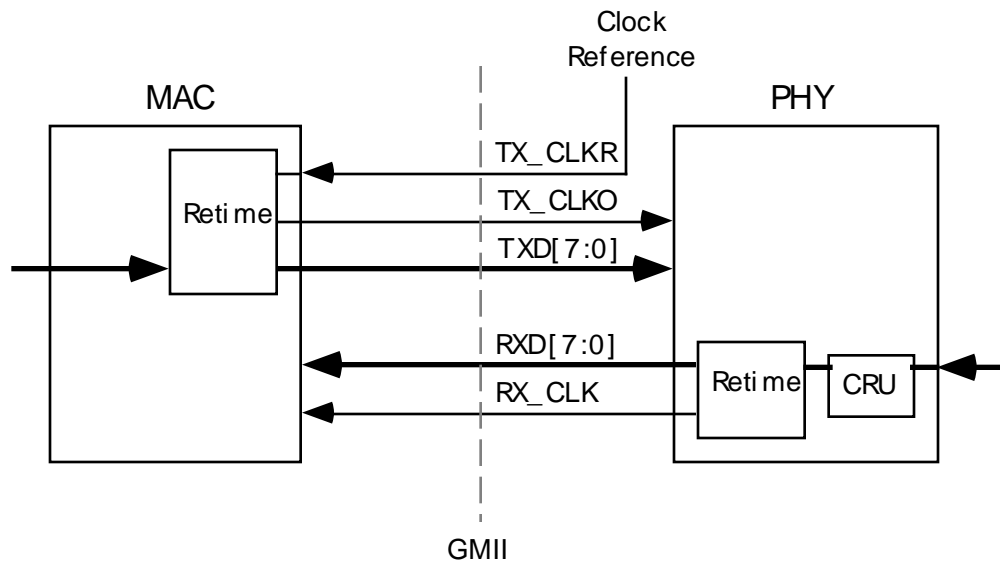 Clock
Reference
MAC
PHY
TX_CLKR
Retime
TX_CLKO
TXD[7:0]
RXD[7:0]
Retime
CRU
RX_CLK
GMII